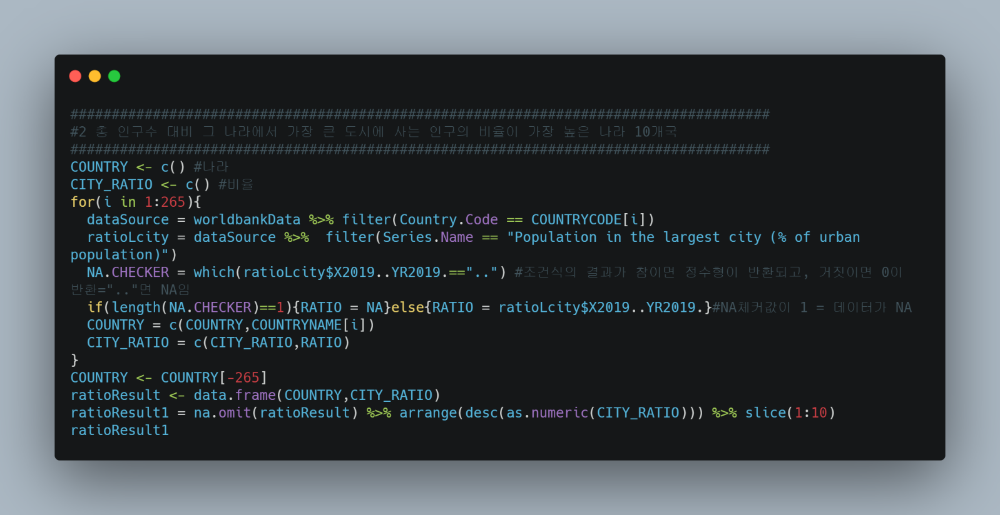 #####################################################################################
#2 총 인구수 대비 그 나라에서 가장 큰 도시에 사는 인구의 비율이 가장 높은 나라 10개국
#####################################################################################
COUNTRY <- c() #나라
CITY_RATIO <- c() #비율
for(i in 1:265){
  dataSource = worldbankData %>% filter(Country.Code == COUNTRYCODE[i])
  ratioLcity = dataSource %>%  filter(Series.Name == "Population in the largest city (% of urban
population)")
  NA.CHECKER = which(ratioLcity$X2019..YR2019.=="..") #조건식의 결과가 참이면 정수형이 반환되고, 거짓이면 0이
반환=".."면 NA임
  if(length(NA.CHECKER)==1){RATIO = NA}else{RATIO = ratioLcity$X2019..YR2019.}#NA체커값이 1 = 데이터가 NA
  COUNTRY = c(COUNTRY,COUNTRYNAME[i])
  CITY_RATIO = c(CITY_RATIO,RATIO)
}
COUNTRY <- COUNTRY[-265]
ratioResult <- data.frame(COUNTRY,CITY_RATIO)
ratioResult1 = na.omit(ratioResult) %>% arrange(desc(as.numeric(CITY_RATIO))) %>% slice(1:10)
ratioResult1